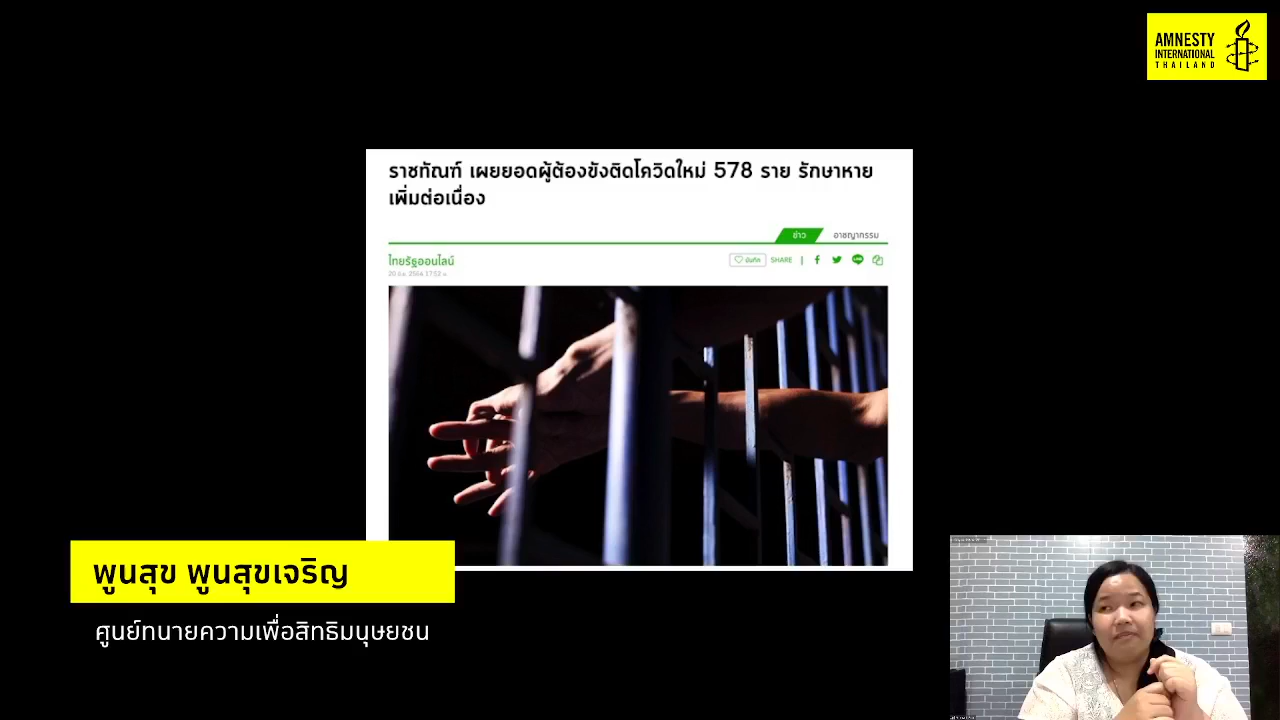 AMNESTY
INTERNATIONAL
THAILAND
ราชทัณฑ์ เผยยอดผู้ต้องขังติดโควิดใหม่ 578 ราย รักษาหาย
เพิ่มต่อเนื่อง
ข่าว อาชญากรรม
ไทยรัฐออนไลน์
บันทึก SHARE
พูนสุข พูนสุขเจริญ
ศูนย์ทนายความเพื่อสิทธิมนุษยชน